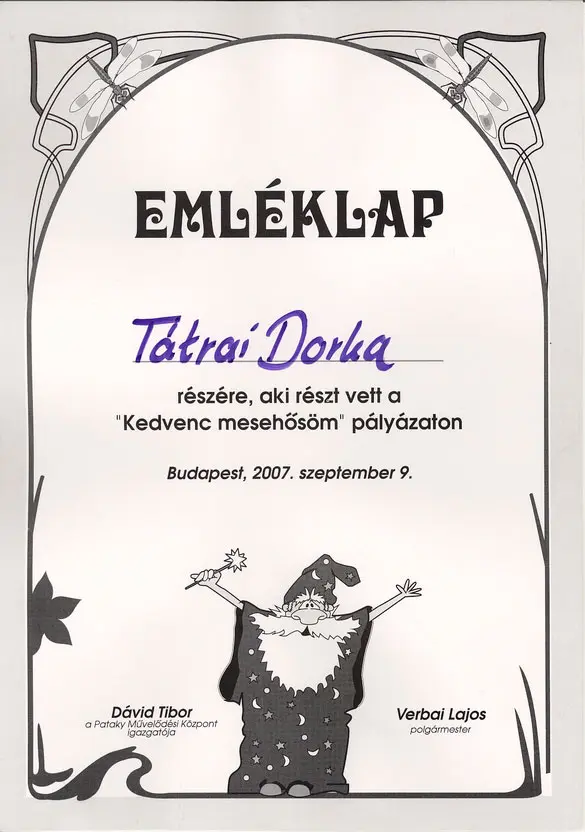 EMLÉKLAP
Tátrai Dorka
részére, aki részt vett a
"Kedvenc mesehősöm" pályázaton
Budapest, 2007. szeptember 9.
Dávid Tibor
a Pataky Művelődési Központ
igazgatója
Verbai Lajos
polgármester